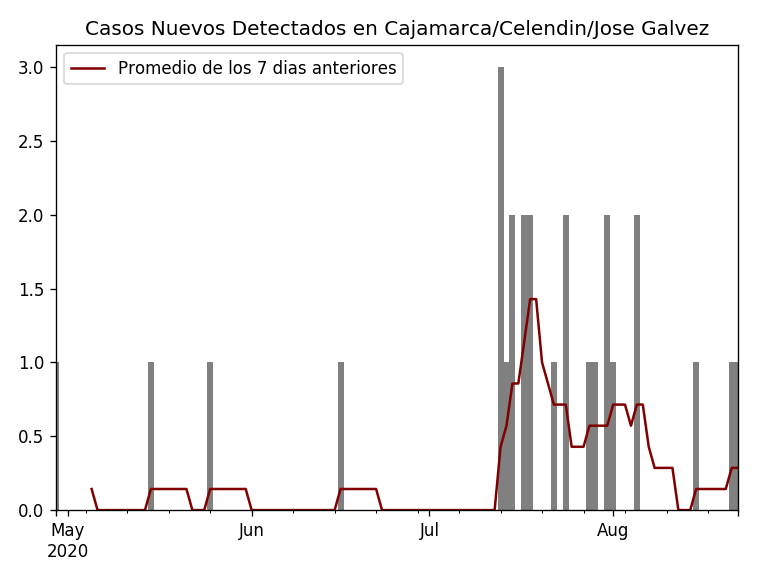 Casos Nuevos Detectados en Cajamarca/Celendin/Jose Galvez
Promedio de los 7 dias anteriores
3.0
2.5
2.0
1.5
1.0
0.5
0.0
May Jun Jul Aug
2020